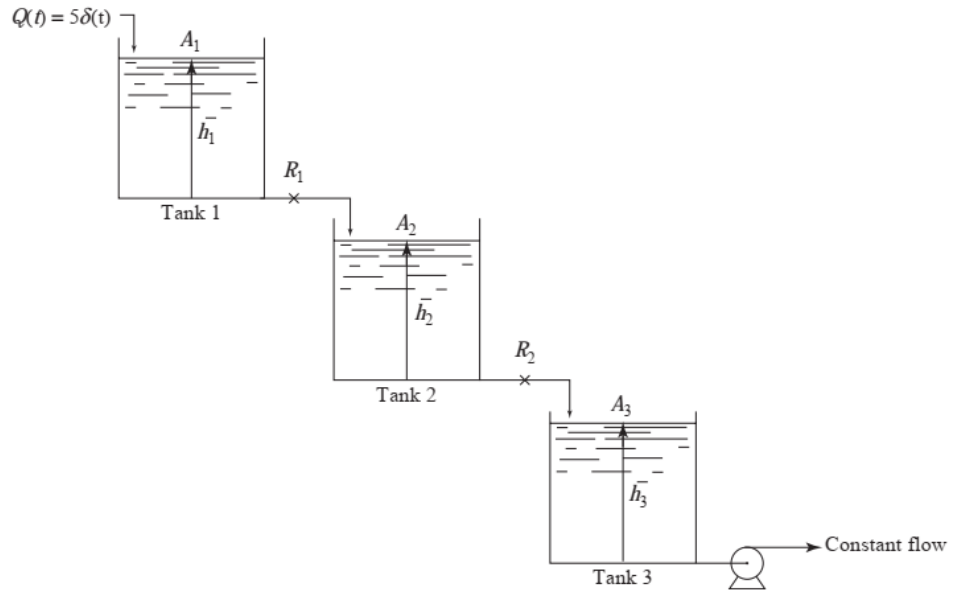 Q(t) = 5δ(t)
A₁
h̄₁
R₁
Tank 1
A₂
h̄₂
R₂
Tank 2
A₃
h̄₃
Constant flow
Tank 3